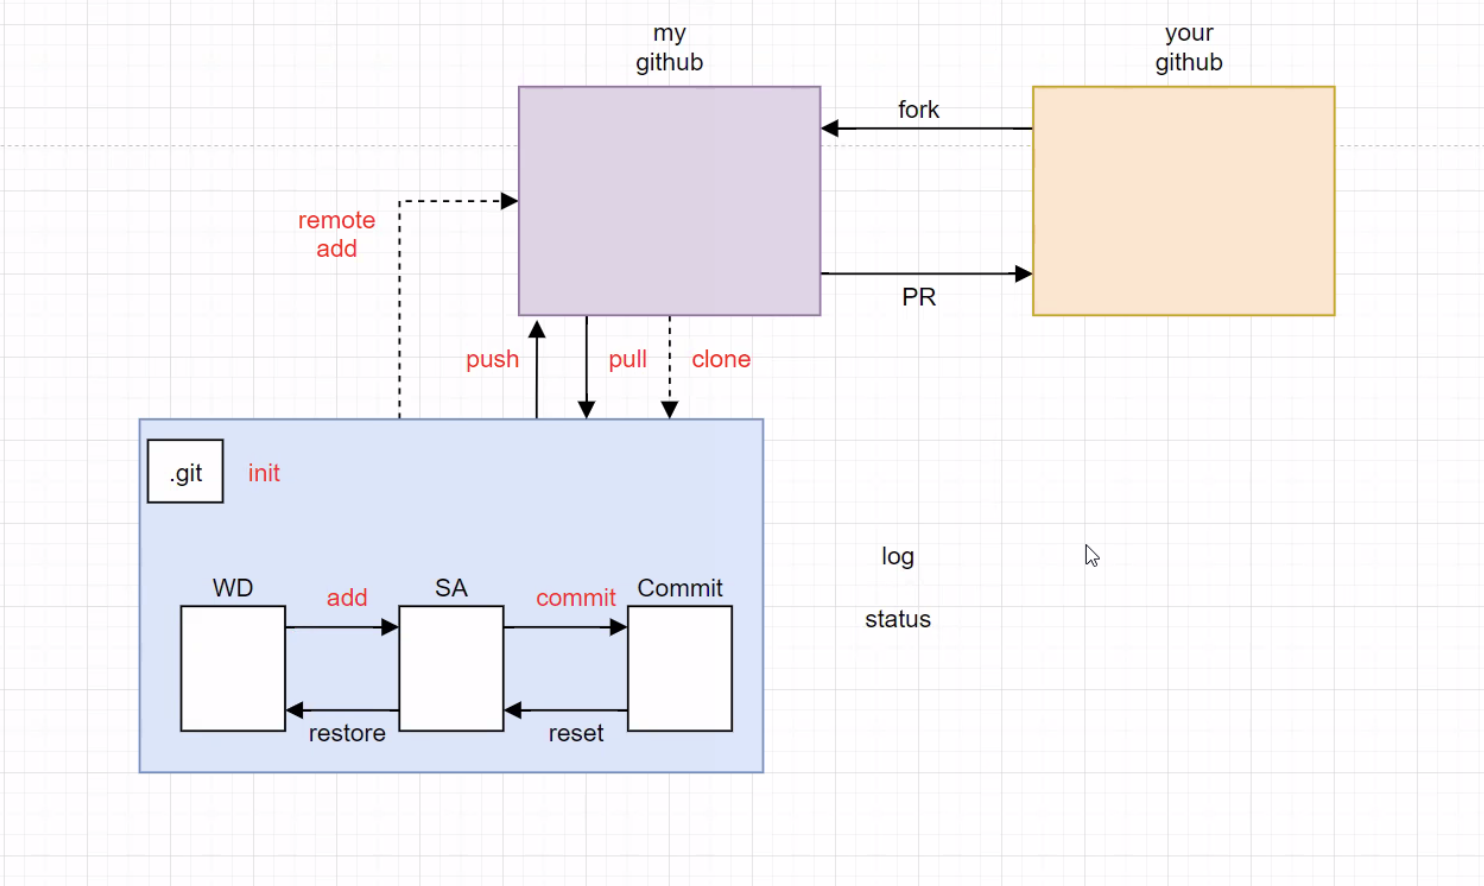 my
github
your
github
fork
remote
add
PR
push
pull
clone
.git
init
log
WD
add
SA
commit
Commit
status
restore
reset